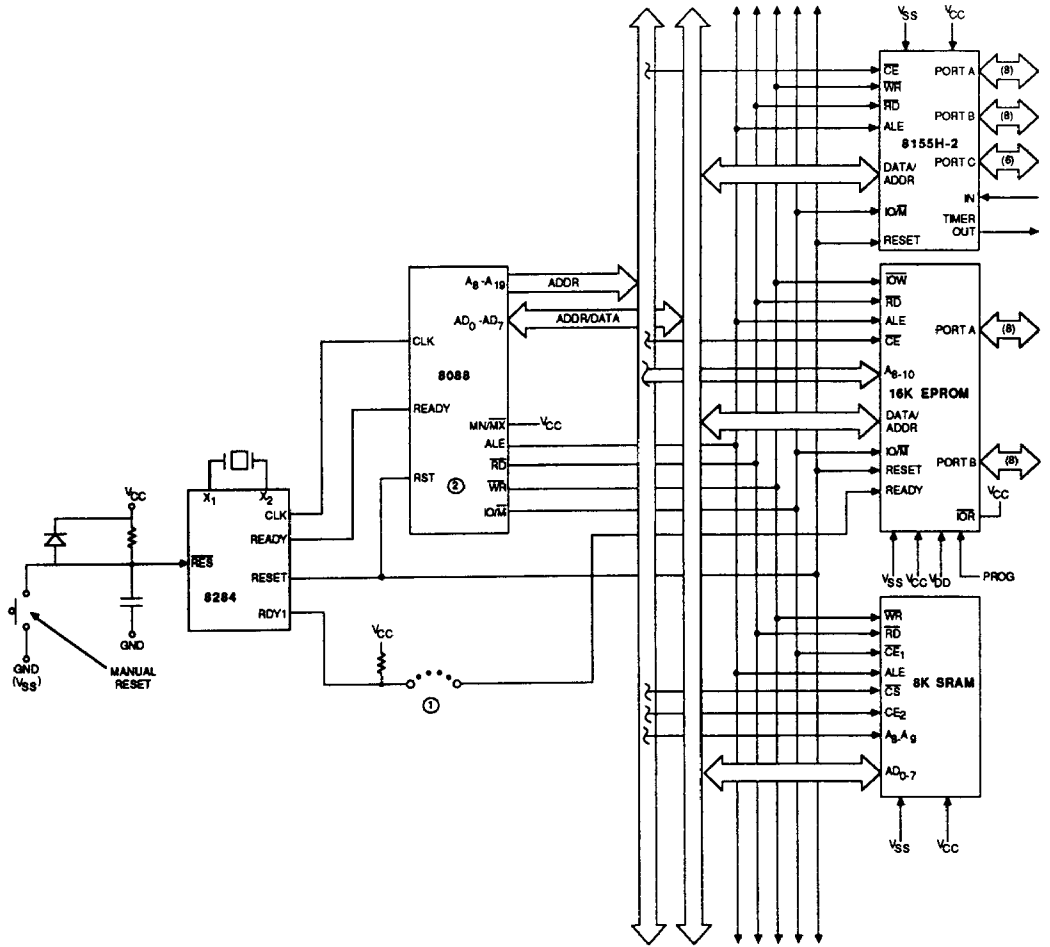 VCC
RES
8284
X1
X2
CLK
READY
RESET
RDY1
GND
GND
(VSS)
MANUAL
RESET
VCC
①
A8-A19
AD0-AD7
CLK
8088
READY
MN/MX
VCC
ALE
RD
RST
②
WR
IO/M
ADDR
ADDR/DATA
VSS
VCC
CE
WR
RD
ALE
8155H-2
DATA/
ADDR
IO/M
RESET
PORT A
(8)
PORT B
(8)
PORT C
(6)
IN
TIMER
OUT
IOW
RD
ALE
CE
A8-10
16K EPROM
DATA/
ADDR
IO/M
RESET
READY
PORT A
(8)
PORT B
(8)
IOR
VCC
VSS
VCC
VDD
PROG
WR
RD
CE1
ALE
CS
8K SRAM
CE2
A8-A9
AD0-7
VSS
VCC